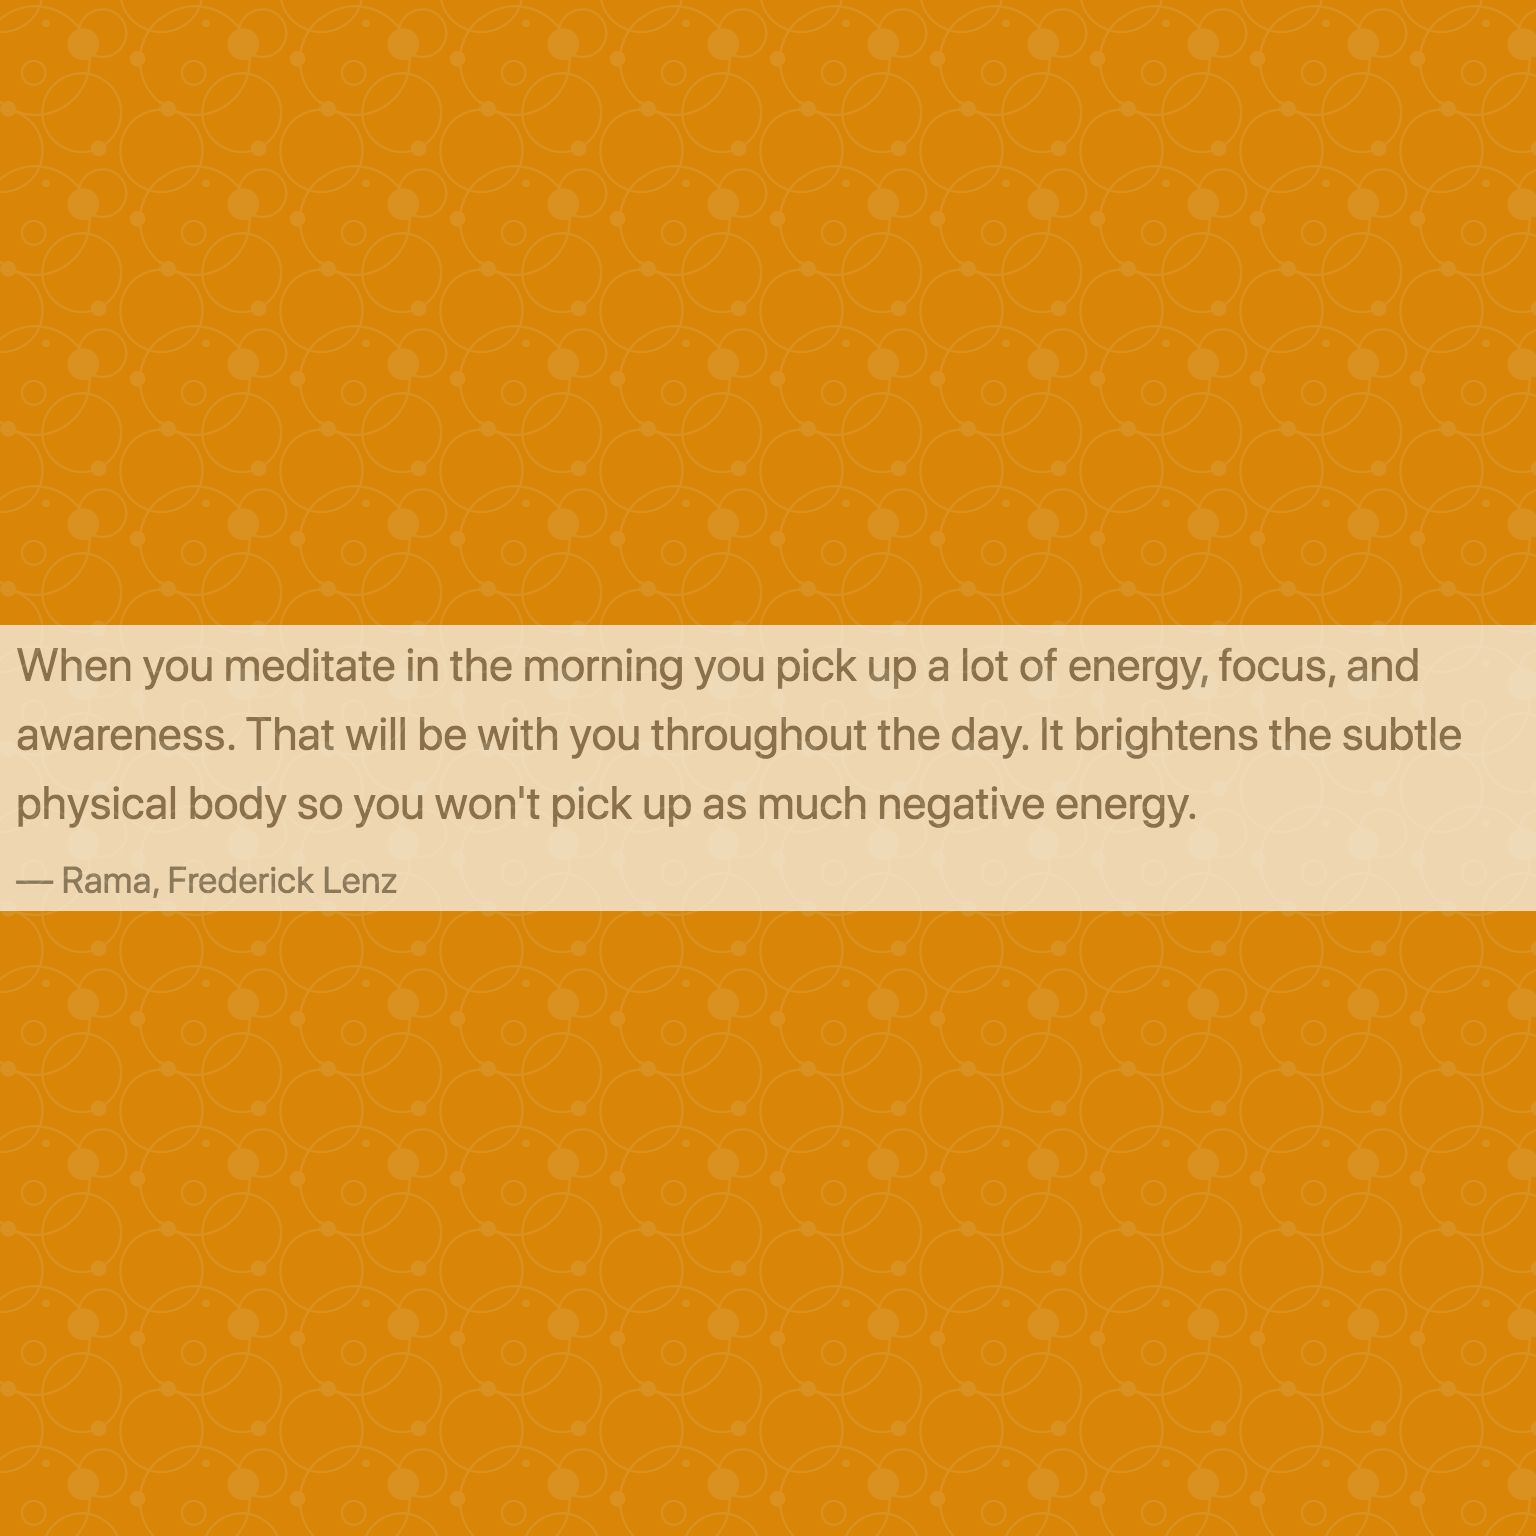 When you meditate in the morning you pick up a lot of energy, focus, and
awareness. That will be with you throughout the day. It brightens the subtle
physical body so you won't pick up as much negative energy.
— Rama, Frederick Lenz